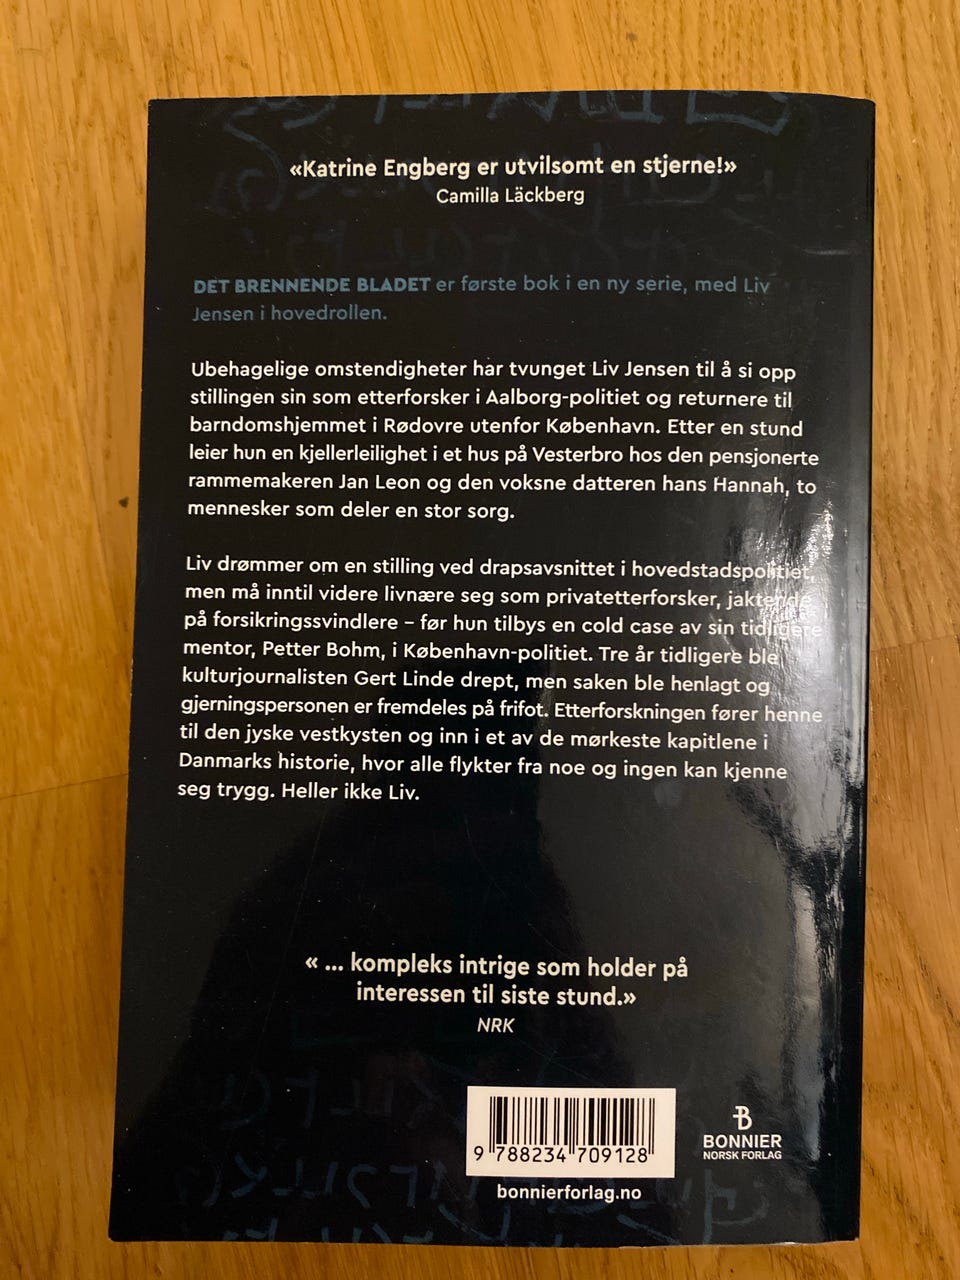 «Katrine Engberg er utvilsomt en stjerne!»
Camilla Läckberg
DET BRENNENDE BLADET er første bok i en ny serie, med Liv
Jensen i hovedrollen.
Ubehagelige omstendigheter har tvunget Liv Jensen til å si opp
stillingen sin som etterforsker i Aalborg-politiet og returnere til
barndomshjemmet i Rødovre utenfor København. Etter en stund
leier hun en kjellerleilighet i et hus på Vesterbro hos den pensjonerte
rammemakeren Jan Leon og den voksne datteren hans Hannah, to
mennesker som deler en stor sorg.
Liv drømmer om en stilling ved drapsavsnittet i hovedstadspolitiet,
men må inntil videre livnære seg som privatetterforsker, jaktende
på forsikringssvindlere – før hun tilbys en cold case av sin tidligere
mentor, Petter Bohm, i København-politiet. Tre år tidligere ble
kulturjournalisten Gert Linde drept, men saken ble henlagt og
gjerningspersonen er fremdeles på frifot. Etterforskningen fører henne
til den jyske vestkysten og inn i et av de mørkeste kapitlene i
Danmarks historie, hvor alle flykter fra noe og ingen kan kjenne
seg trygg. Heller ikke Liv.
« ... kompleks intrige som holder på
interessen til siste stund.»
NRK
9 788234 709128
B
BONNIER
NORSK FORLAG
bonnierforlag.no